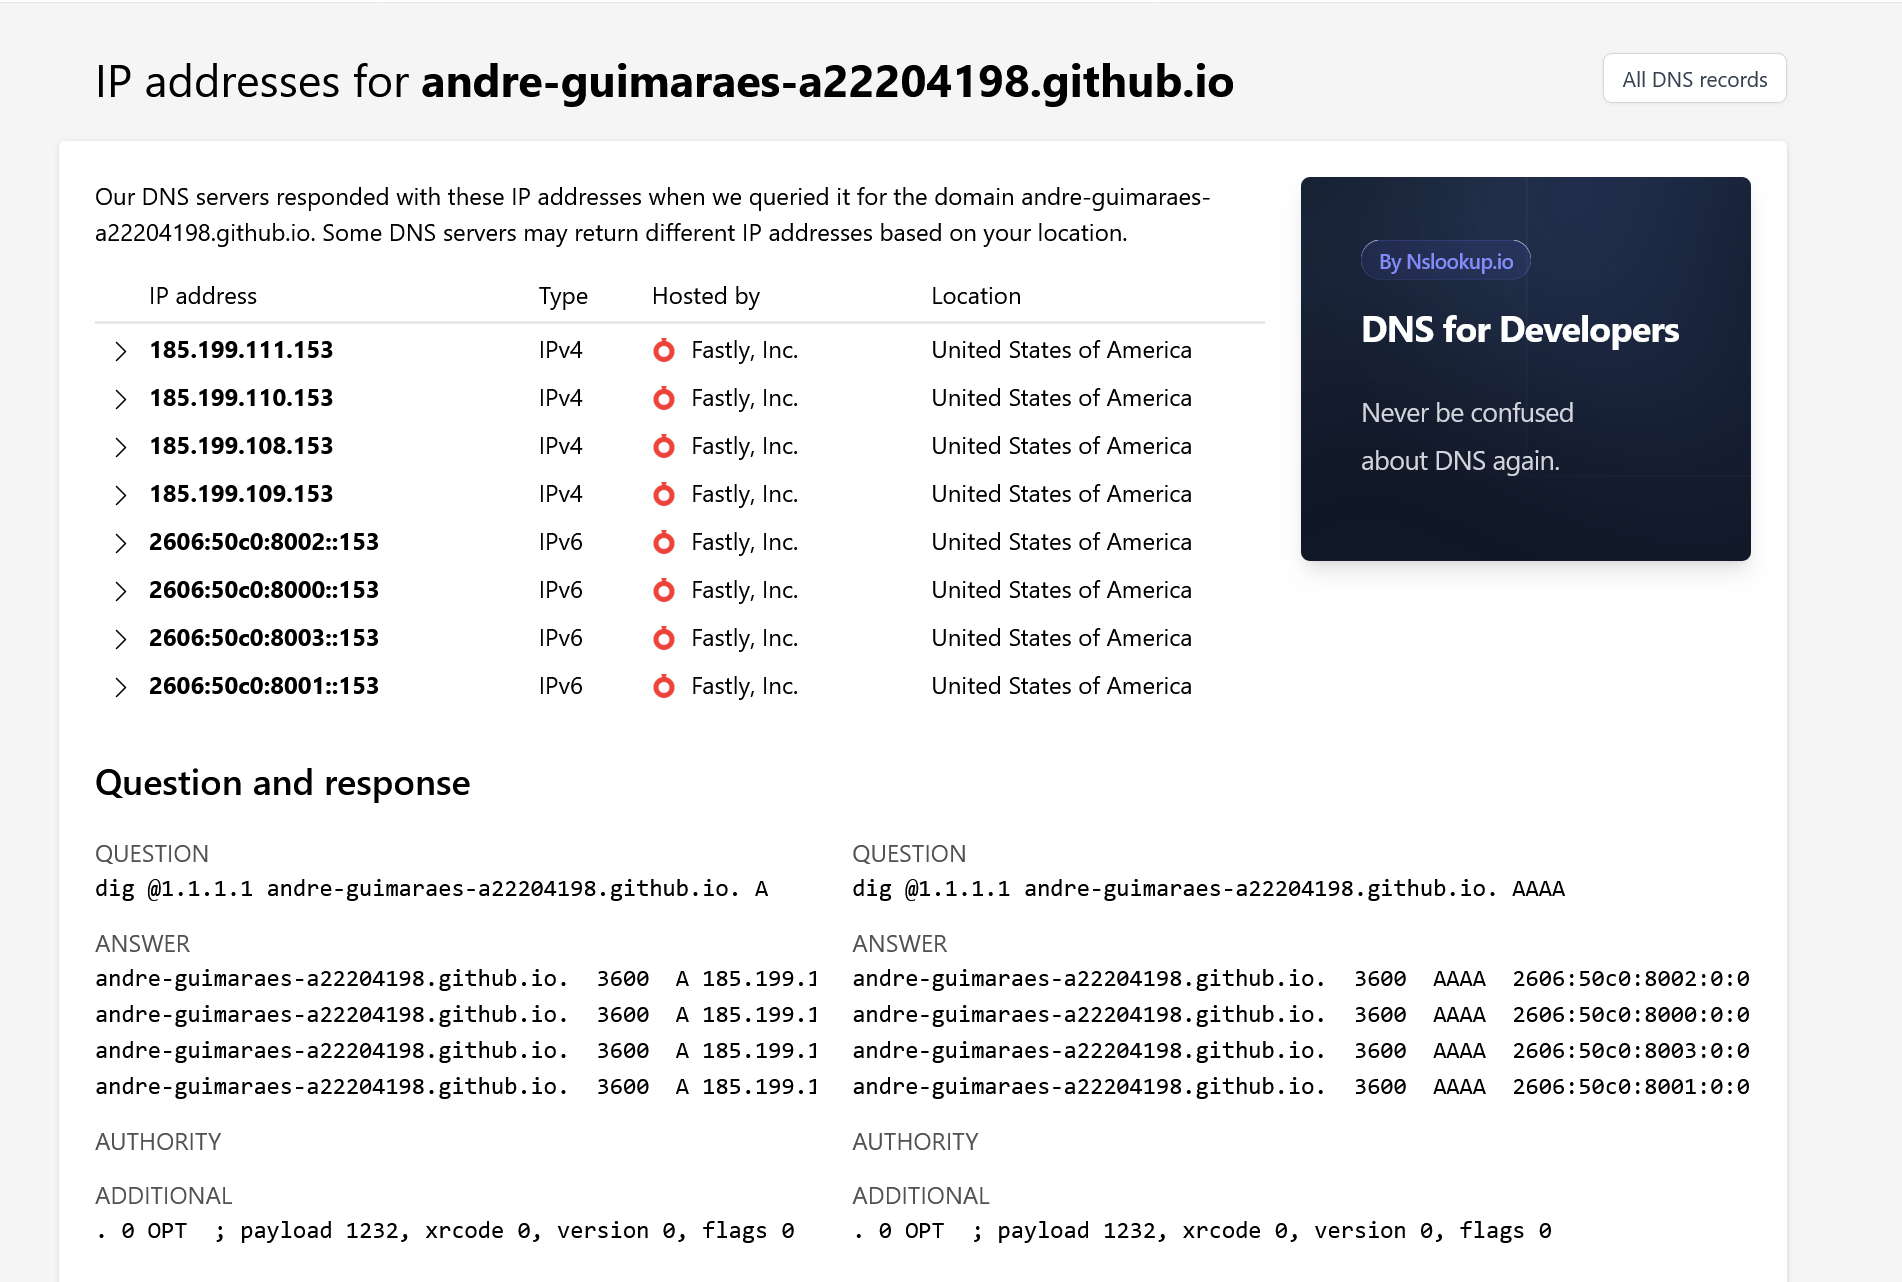 IP addresses for andre-guimaraes-a22204198.github.io
All DNS records
Our DNS servers responded with these IP addresses when we queried it for the domain andre-guimaraes-
a22204198.github.io. Some DNS servers may return different IP addresses based on your location.
IP address Type Hosted by Location
185.199.111.153 IPv4 Fastly, Inc. United States of America
185.199.110.153 IPv4 Fastly, Inc. United States of America
185.199.108.153 IPv4 Fastly, Inc. United States of America
185.199.109.153 IPv4 Fastly, Inc. United States of America
2606:50c0:8002::153 IPv6 Fastly, Inc. United States of America
2606:50c0:8000::153 IPv6 Fastly, Inc. United States of America
2606:50c0:8003::153 IPv6 Fastly, Inc. United States of America
2606:50c0:8001::153 IPv6 Fastly, Inc. United States of America
By Nslookup.io
DNS for Developers
Never be confused
about DNS again.
Question and response
QUESTION
dig @1.1.1.1 andre-guimaraes-a22204198.github.io. A
ANSWER
andre-guimaraes-a22204198.github.io. 3600 A 185.199.1
andre-guimaraes-a22204198.github.io. 3600 A 185.199.1
andre-guimaraes-a22204198.github.io. 3600 A 185.199.1
andre-guimaraes-a22204198.github.io. 3600 A 185.199.1
AUTHORITY
ADDITIONAL
. 0 OPT ; payload 1232, xrcode 0, version 0, flags 0
QUESTION
dig @1.1.1.1 andre-guimaraes-a22204198.github.io. AAAA
ANSWER
andre-guimaraes-a22204198.github.io. 3600 AAAA 2606:50c0:8002:0:0
andre-guimaraes-a22204198.github.io. 3600 AAAA 2606:50c0:8000:0:0
andre-guimaraes-a22204198.github.io. 3600 AAAA 2606:50c0:8003:0:0
andre-guimaraes-a22204198.github.io. 3600 AAAA 2606:50c0:8001:0:0
AUTHORITY
ADDITIONAL
. 0 OPT ; payload 1232, xrcode 0, version 0, flags 0